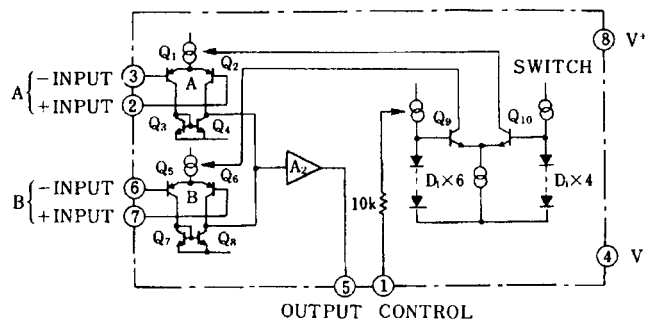 ⑧ V⁺
Q₁
Q₂
SWITCH
A { −INPUT ③
+INPUT ②
A
Q₃
Q₄
Q₉
Q₁₀
Q₅
Q₆
A₂
B { −INPUT ⑥
+INPUT ⑦
B
D₁×6
D₁×4
10k
Q₇
Q₈
④ V
⑤ ①
OUTPUT CONTROL